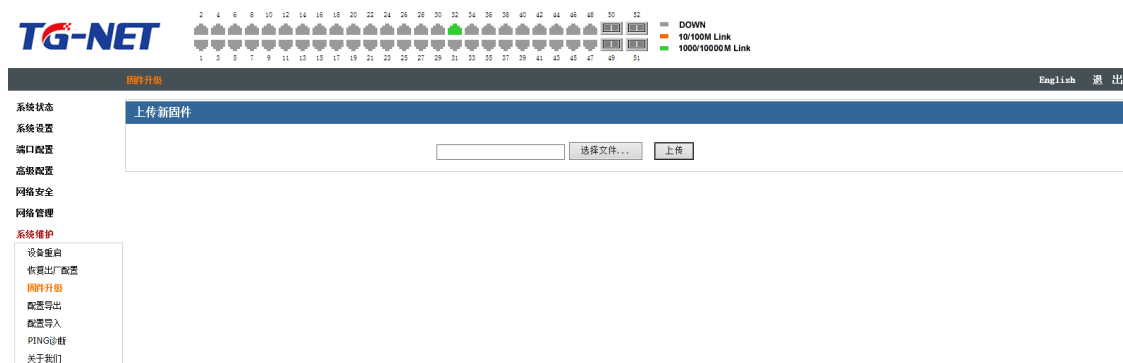 TG-NET
2 4 6 8 10 12 14 16 18 20 22 24 26 28 30 32 34 36 38 40 42 44 46 48 50 52
DOWN
10/100M Link
1000/10000M Link
1 3 5 7 9 11 13 15 17 19 21 23 25 27 29 31 33 35 37 39 41 43 45 47 49 51
固件升级
English 退 出
系统状态
系统设置
端口配置
高级配置
网络安全
网络管理
系统维护
设备重启
恢复出厂配置
固件升级
配置导出
配置导入
PING诊断
关于我们
上传新固件
选择文件... 上传